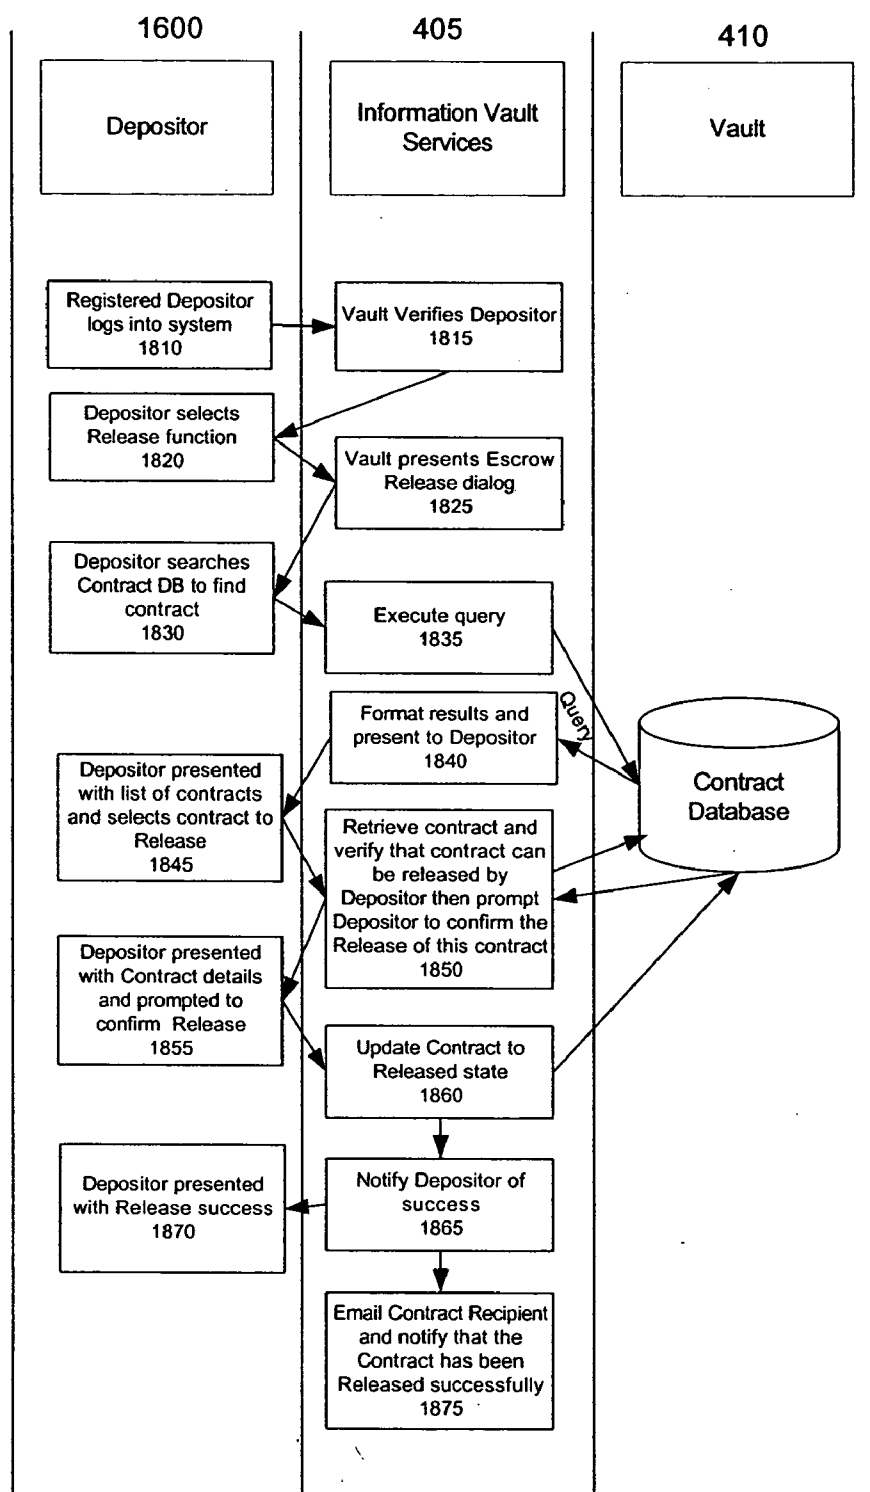 1600
405
410
Depositor
Information Vault
Services
Vault
Registered Depositor
logs into system
1810
Vault Verifies Depositor
1815
Depositor selects
Release function
1820
Vault presents Escrow
Release dialog
1825
Depositor searches
Contract DB to find
contract
1830
Execute query
1835
Query
Format results and
present to Depositor
1840
Contract
Database
Depositor presented
with list of contracts
and selects contract to
Release
1845
Retrieve contract and
verify that contract can
be released by
Depositor then prompt
Depositor to confirm the
Release of this contract
1850
Depositor presented
with Contract details
and prompted to
confirm Release
1855
Update Contract to
Released state
1860
Depositor presented
with Release success
1870
Notify Depositor of
success
1865
Email Contract Recipient
and notify that the
Contract has been
Released successfully
1875